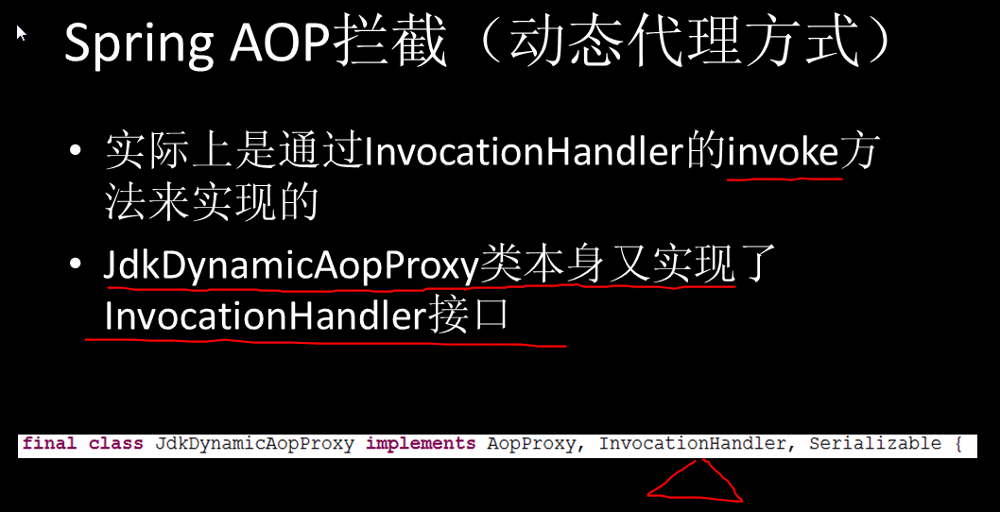 Spring AOP拦截（动态代理方式）
• 实际上是通过InvocationHandler的invoke方
法来实现的
• JdkDynamicAopProxy类本身又实现了
InvocationHandler接口
final class JdkDynamicAopProxy implements AopProxy, InvocationHandler, Serializable {